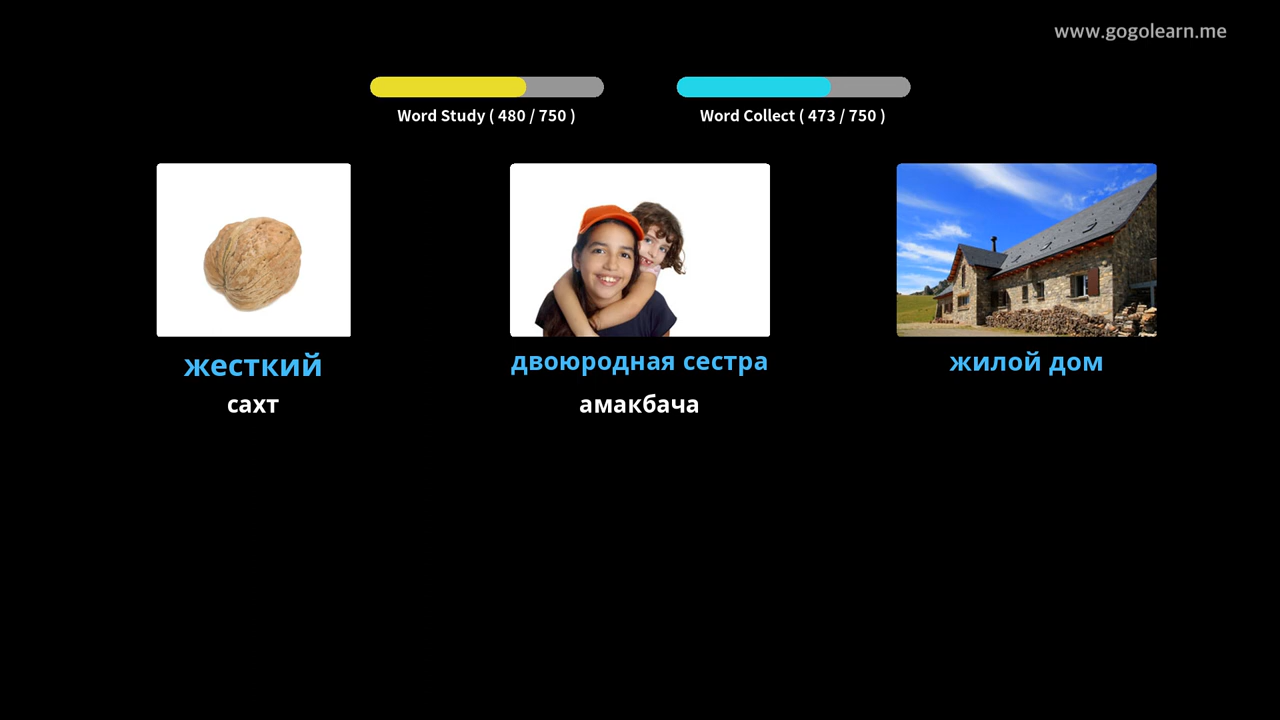 www.gogolearn.me
Word Study ( 480 / 750 )
Word Collect ( 473 / 750 )
жесткий
двоюродная сестра
жилой дом
сахт
амакбача